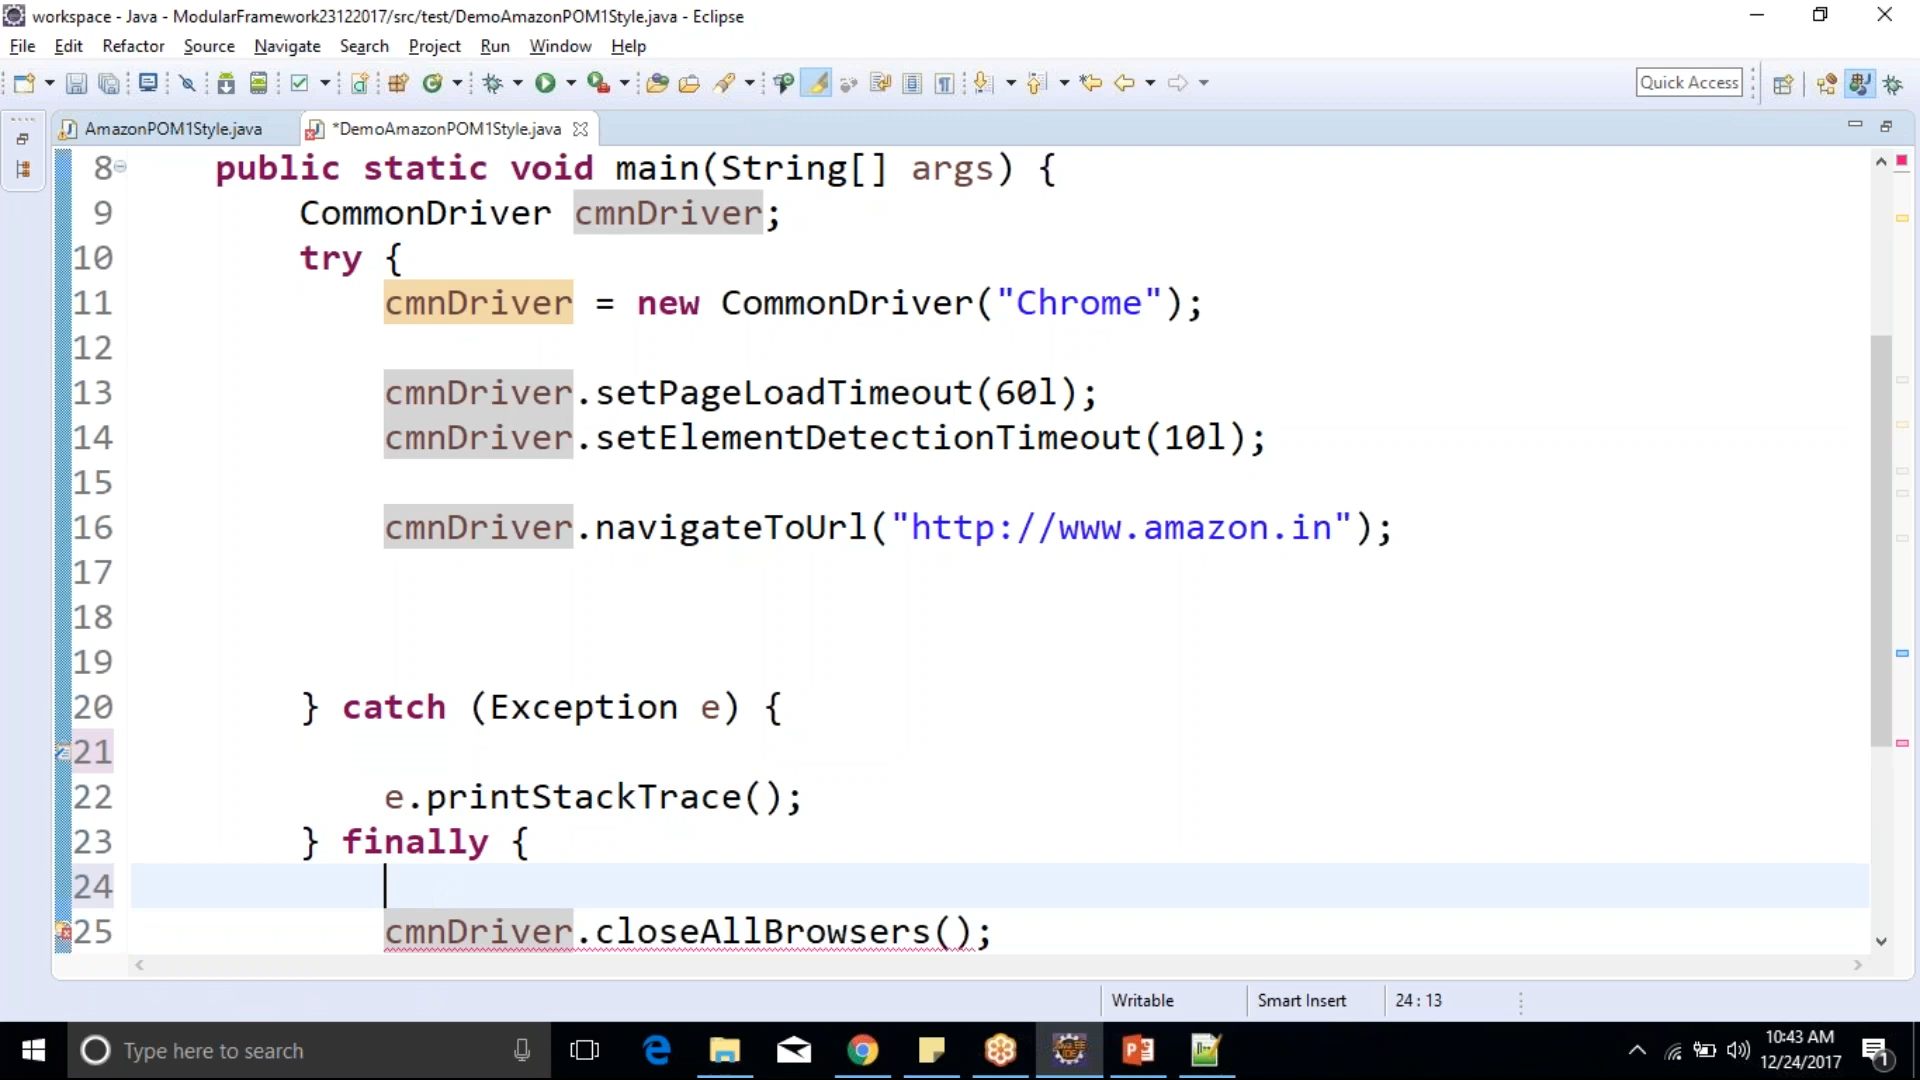 workspace - Java - ModularFramework23122017/src/test/DemoAmazonPOM1Style.java - Eclipse
File Edit Refactor Source Navigate Search Project Run Window Help
Quick Access
AmazonPOM1Style.java *DemoAmazonPOM1Style.java
8 public static void main(String[] args) {
9 CommonDriver cmnDriver;
10 try {
11 cmnDriver = new CommonDriver("Chrome");
12
13 cmnDriver.setPageLoadTimeout(60l);
14 cmnDriver.setElementDetectionTimeout(10l);
15
16 cmnDriver.navigateToUrl("http://www.amazon.in");
17
18
19
20 } catch (Exception e) {
21
22 e.printStackTrace();
23 } finally {
24
25 cmnDriver.closeAllBrowsers();
Writable Smart Insert 24 : 13
Type here to search
10:43 AM
12/24/2017
1